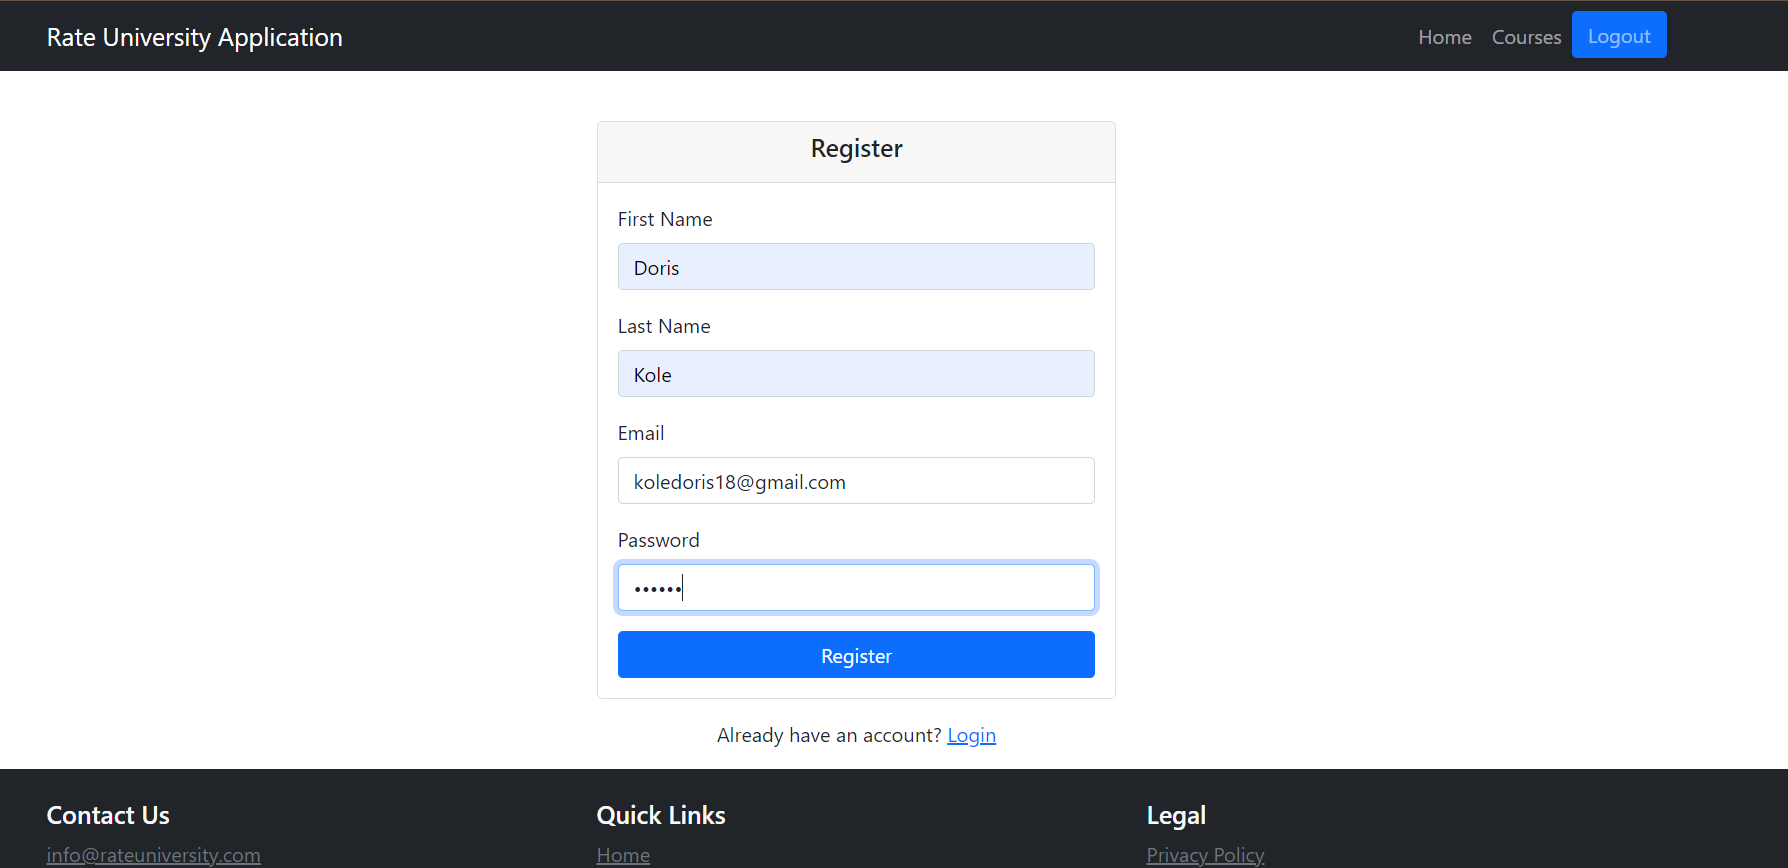 Rate University Application
Home Courses Logout
Register
First Name
Doris
Last Name
Kole
Email
koledoris18@gmail.com
Password
••••••
Register
Already have an account? Login
Contact Us
Quick Links
Legal
info@rateuniversity.com
Home
Privacy Policy